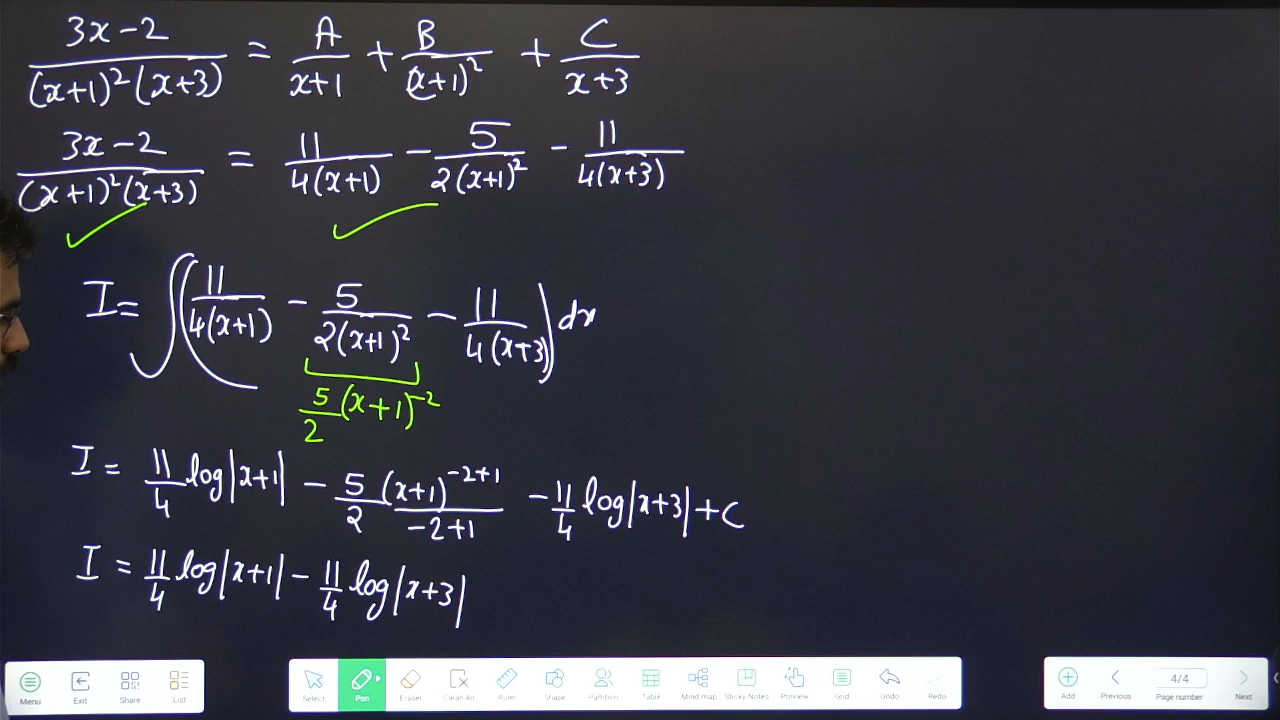 (3x-2)/((x+1)²(x+3)) = A/(x+1) + B/(x+1)² + C/(x+3)
(3x-2)/((x+1)²(x+3)) = 11/(4(x+1)) - 5/(2(x+1)²) - 11/(4(x+3))
I = ∫(11/(4(x+1)) - 5/(2(x+1)²) - 11/(4(x+3))) dx
5/2 (x+1)⁻²
I = 11/4 log|x+1| - 5/2 (x+1)⁻²⁺¹/(-2+1) - 11/4 log|x+3| + C
I = 11/4 log|x+1| - 11/4 log|x+3|
Menu Exit Share List Select Pen Eraser Clean All Ruler Shape Partition Table Mind map Sticky Notes Preview Grid Undo Redo Add Previous 4/4 Page number Next